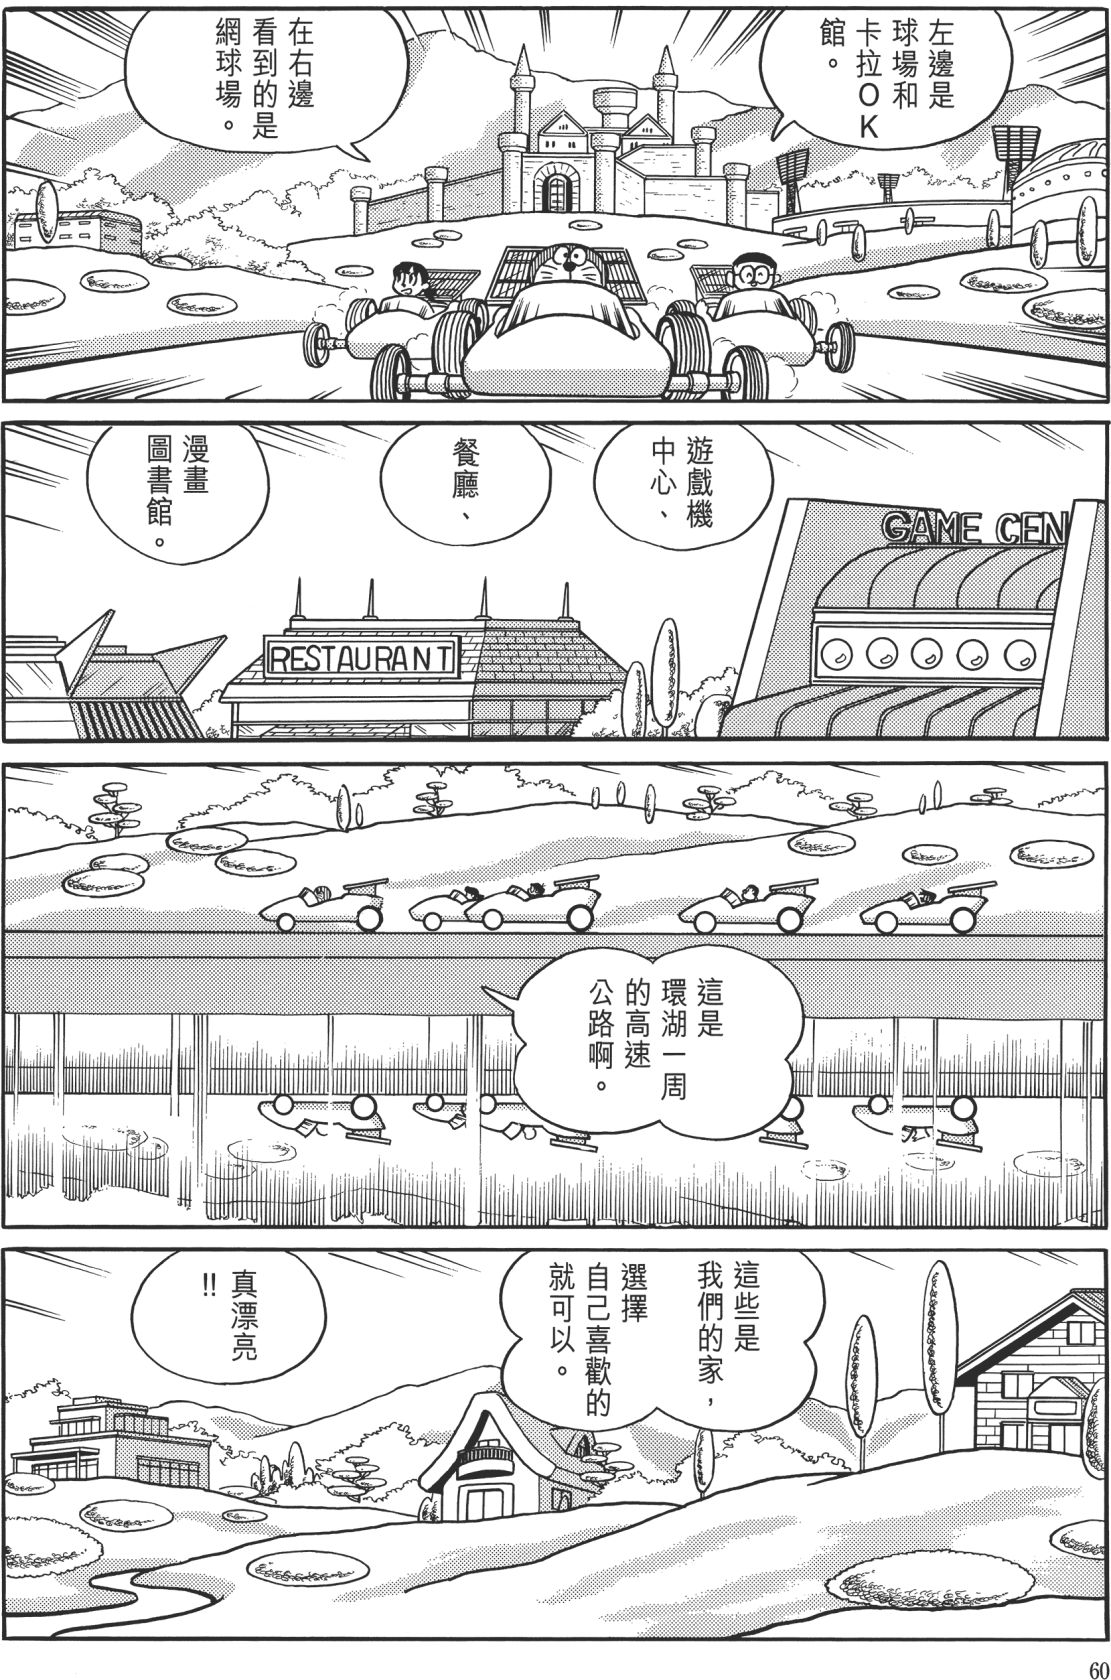 左邊是
球場和
卡拉OK
館。
在右邊
看到的是
網球場。
遊戲機
中心、
GAME CEN
餐廳、
RESTAURANT
漫畫
圖書館。
這是
環湖一周
的高速
公路啊。
這些是
我們的家，
選擇
自己喜歡的
就可以。
真漂亮
!!
60